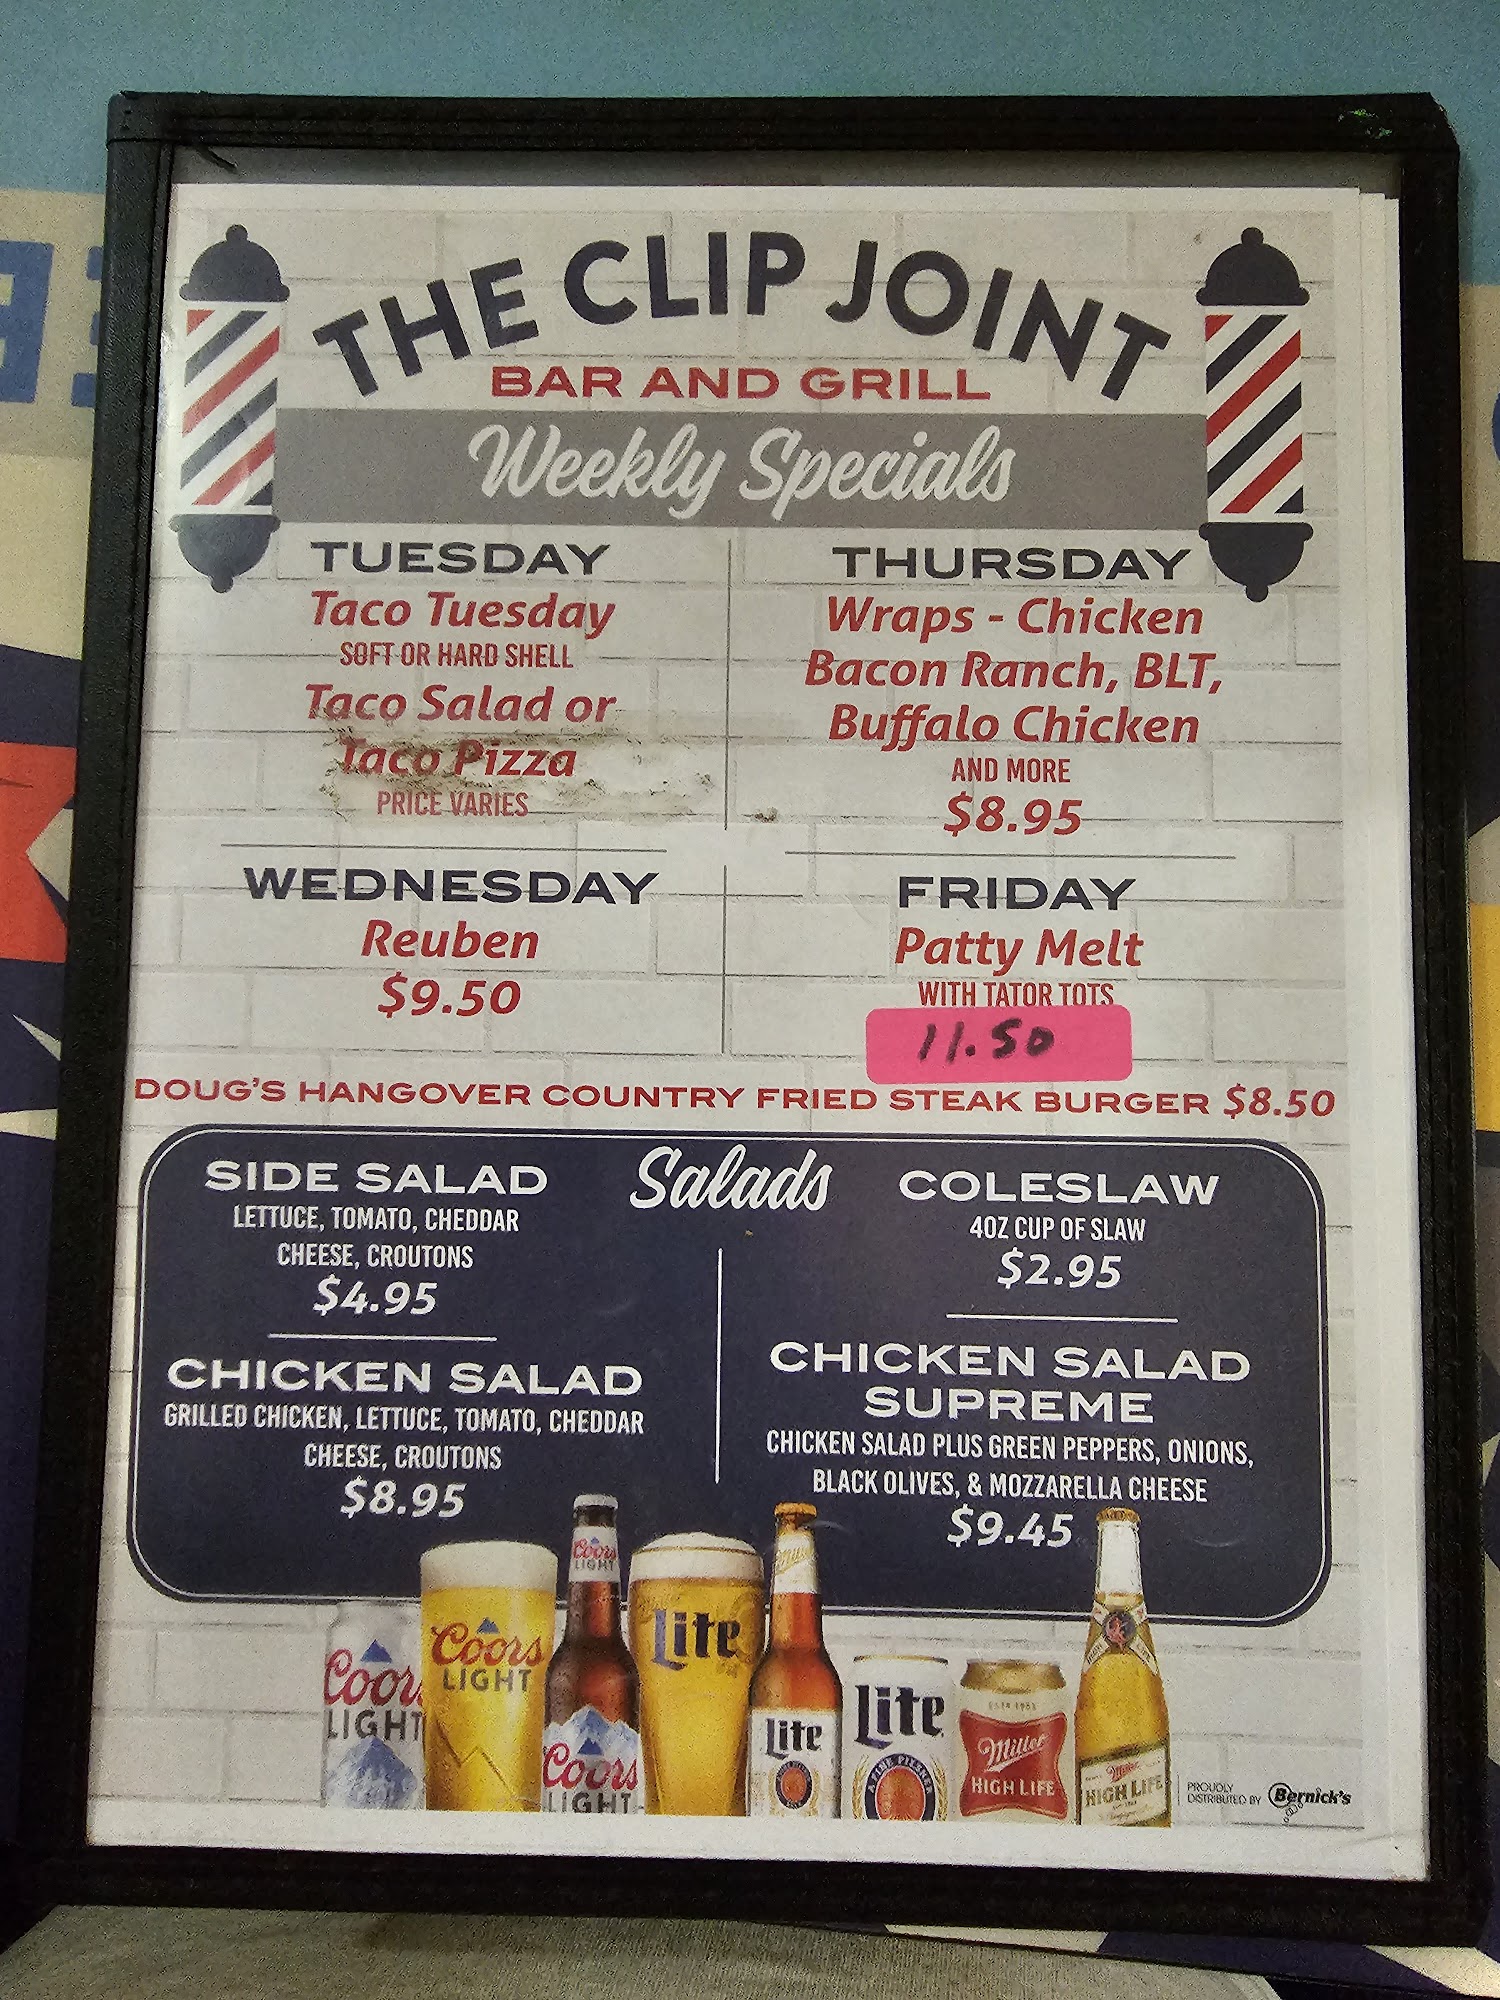 THE CLIP JOINT
BAR AND GRILL
Weekly Specials
TUESDAY
Taco Tuesday
SOFT OR HARD SHELL
Taco Salad or
Taco Pizza
PRICE VARIES
THURSDAY
Wraps - Chicken
Bacon Ranch, BLT,
Buffalo Chicken
AND MORE
$8.95
WEDNESDAY
Reuben
$9.50
FRIDAY
Patty Melt
WITH TATOR TOTS
11.50
DOUG'S HANGOVER COUNTRY FRIED STEAK BURGER $8.50
Salads
SIDE SALAD
LETTUCE, TOMATO, CHEDDAR
CHEESE, CROUTONS
$4.95
COLESLAW
4OZ CUP OF SLAW
$2.95
CHICKEN SALAD
GRILLED CHICKEN, LETTUCE, TOMATO, CHEDDAR
CHEESE, CROUTONS
$8.95
CHICKEN SALAD
SUPREME
CHICKEN SALAD PLUS GREEN PEPPERS, ONIONS,
BLACK OLIVES, & MOZZARELLA CHEESE
$9.45
Coors
LIGHT
Coors
LIGHT
Coors
LIGHT
Coors
LIGHT
Lite
Miller
Lite
Lite
A FINE PILSNER
Miller
HIGH LIFE
Miller
HIGH LIFE
PROUDLY
DISTRIBUTED BY
Bernick's